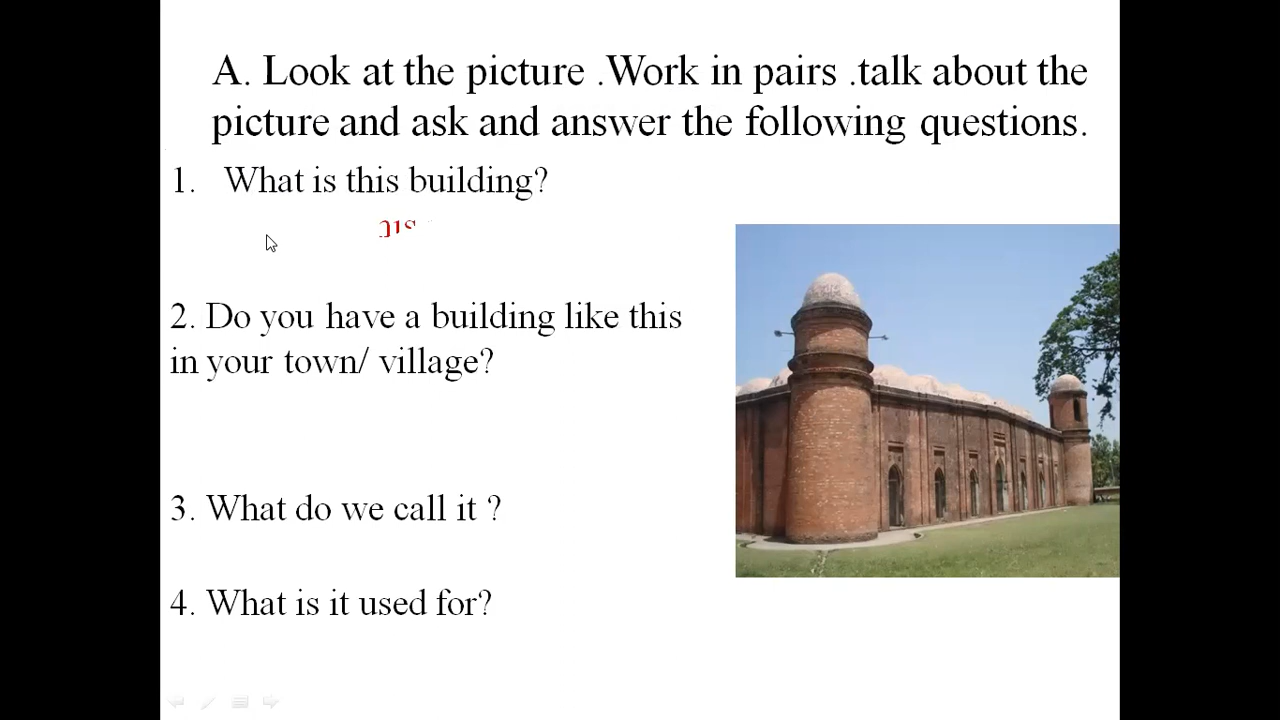 A. Look at the picture .Work in pairs .talk about the
picture and ask and answer the following questions.
1. What is this building?
2. Do you have a building like this
in your town/ village?
3. What do we call it ?
4. What is it used for?